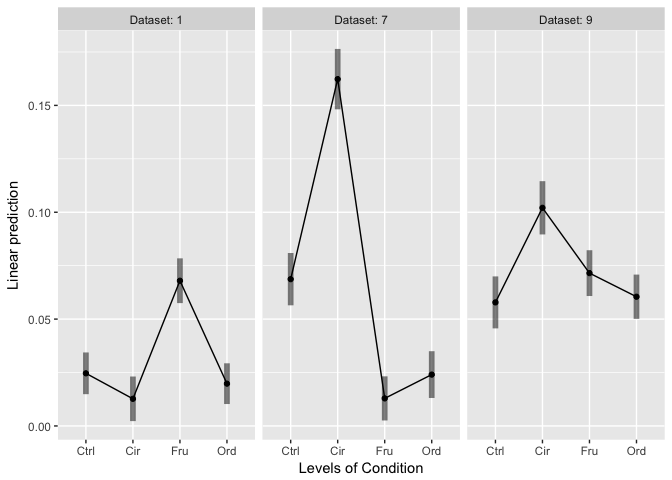 Dataset: 1
Dataset: 7
Dataset: 9
Linear prediction
0.15
0.10
0.05
0.00
Ctrl Cir Fru Ord
Ctrl Cir Fru Ord
Ctrl Cir Fru Ord
Levels of Condition